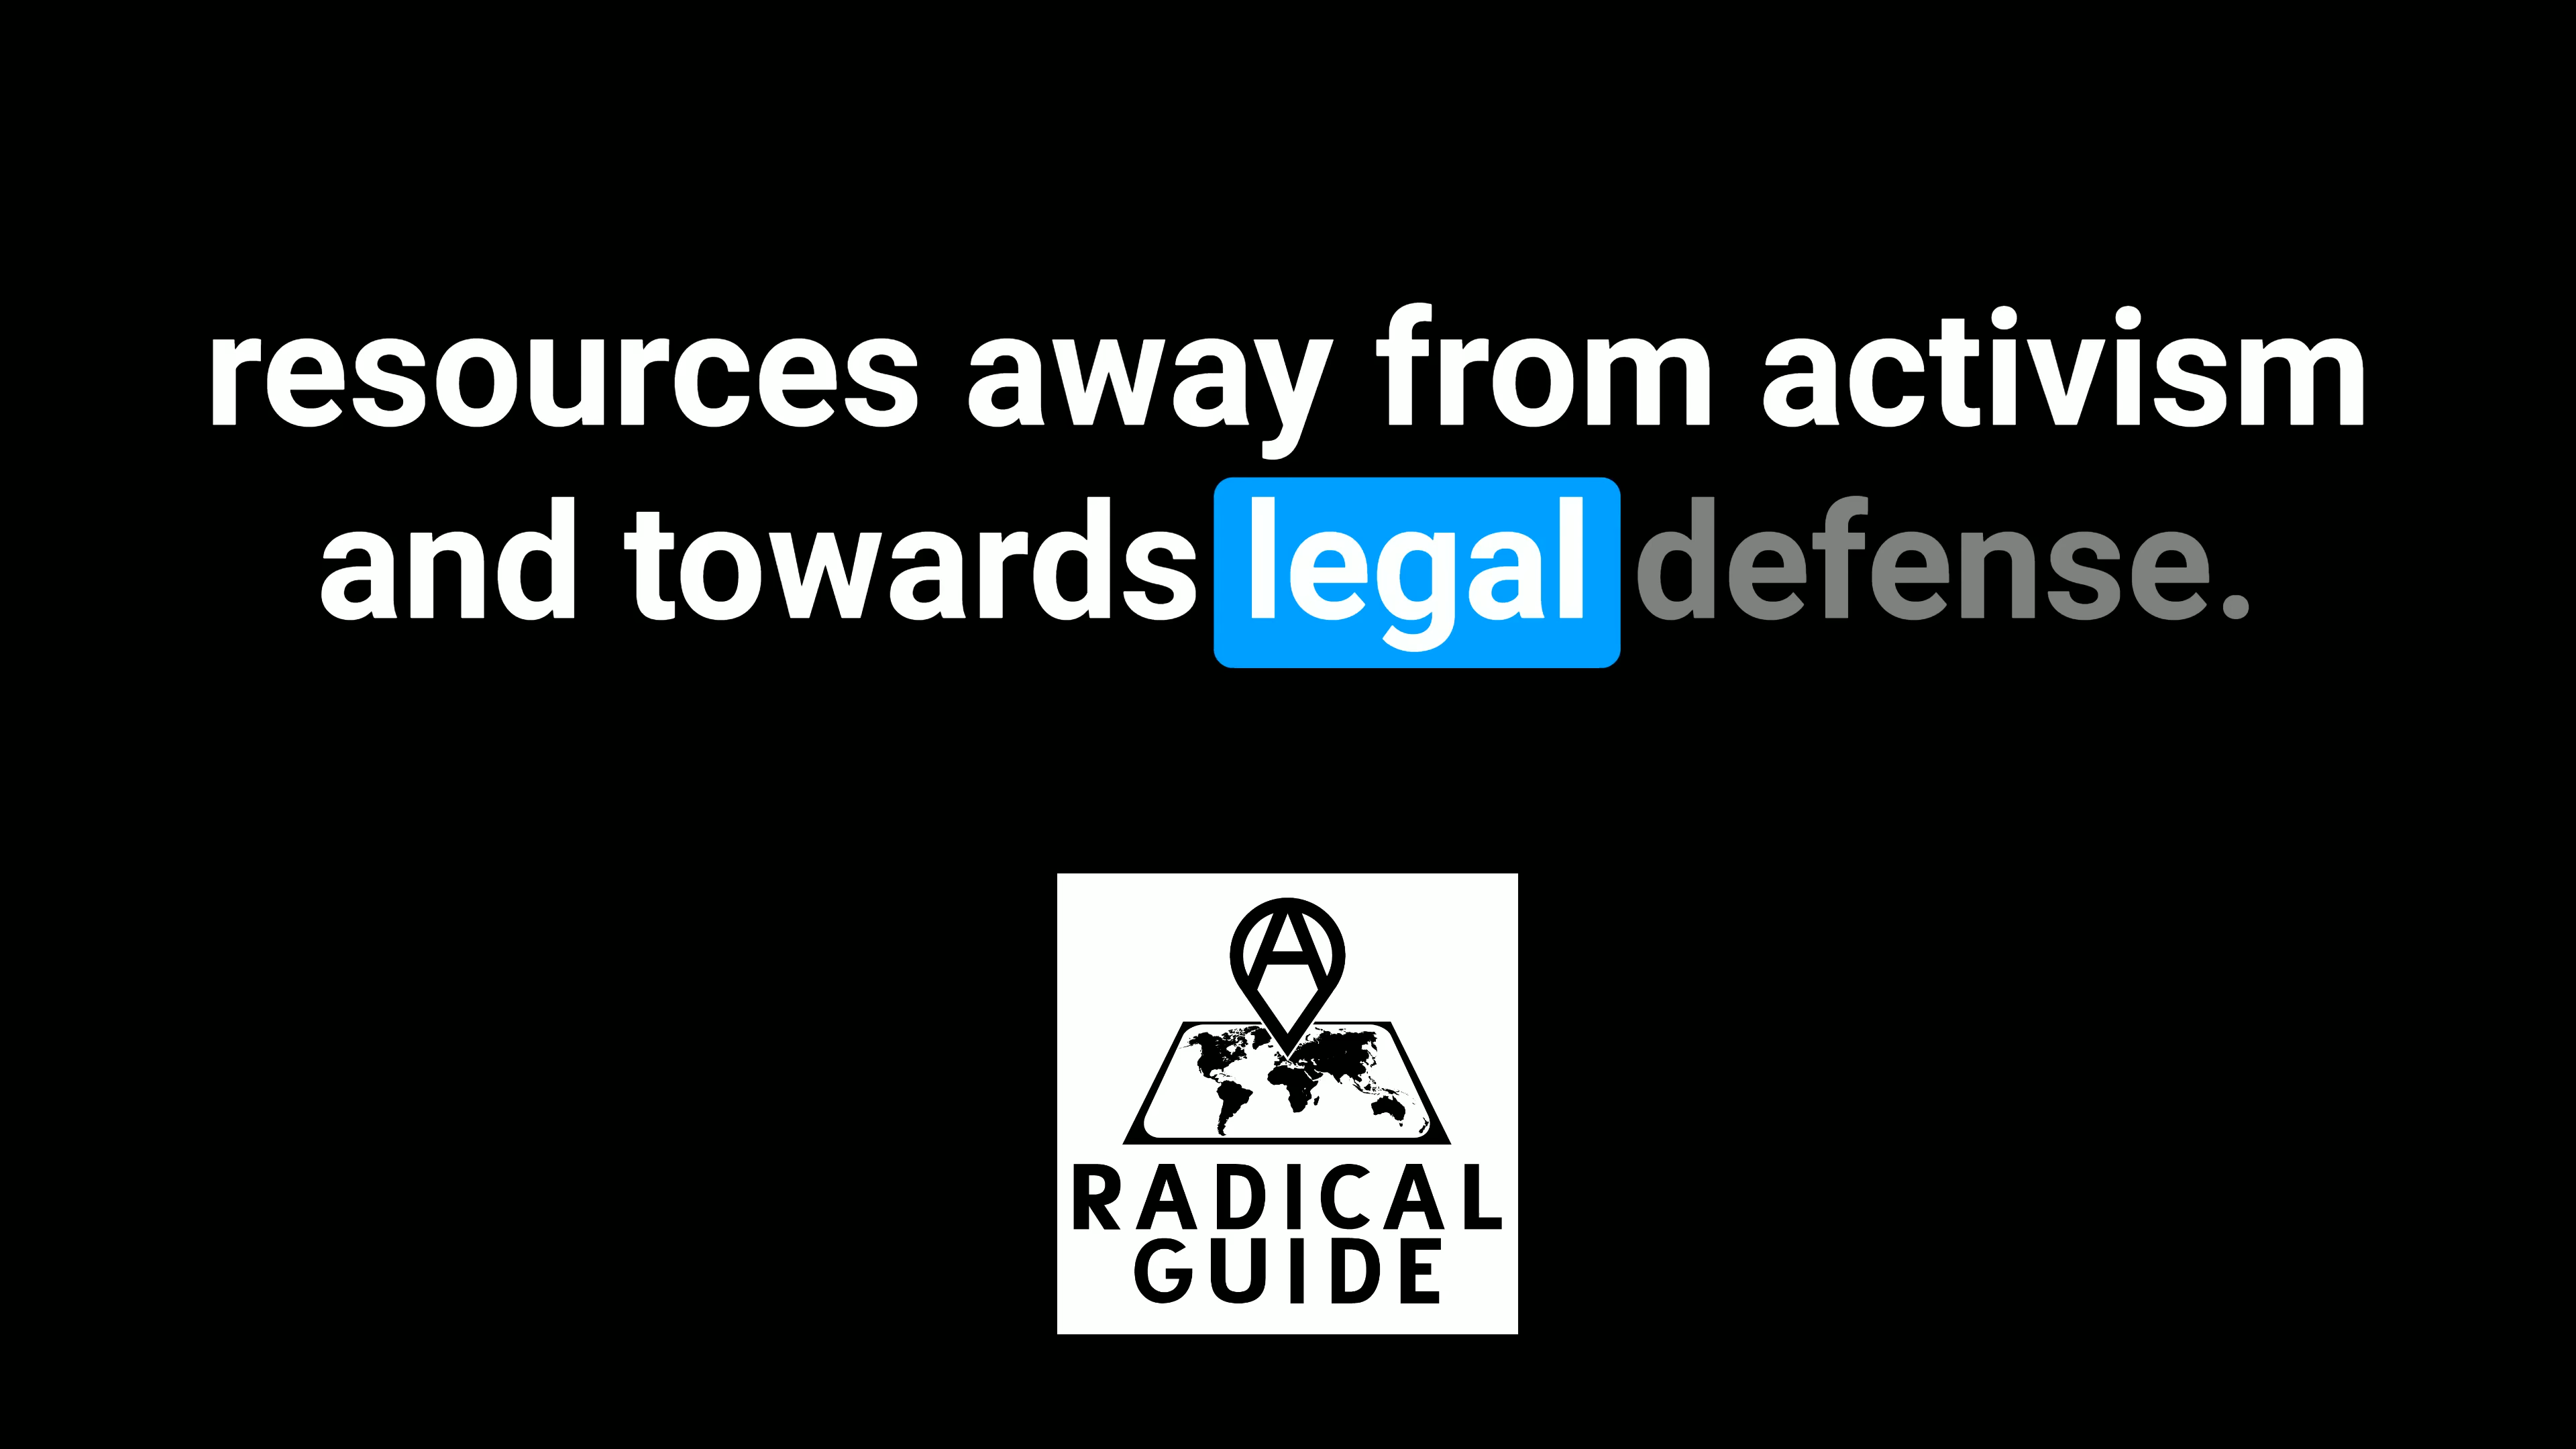 resources away from activism
and towards legal defense.
A
RADICAL
GUIDE